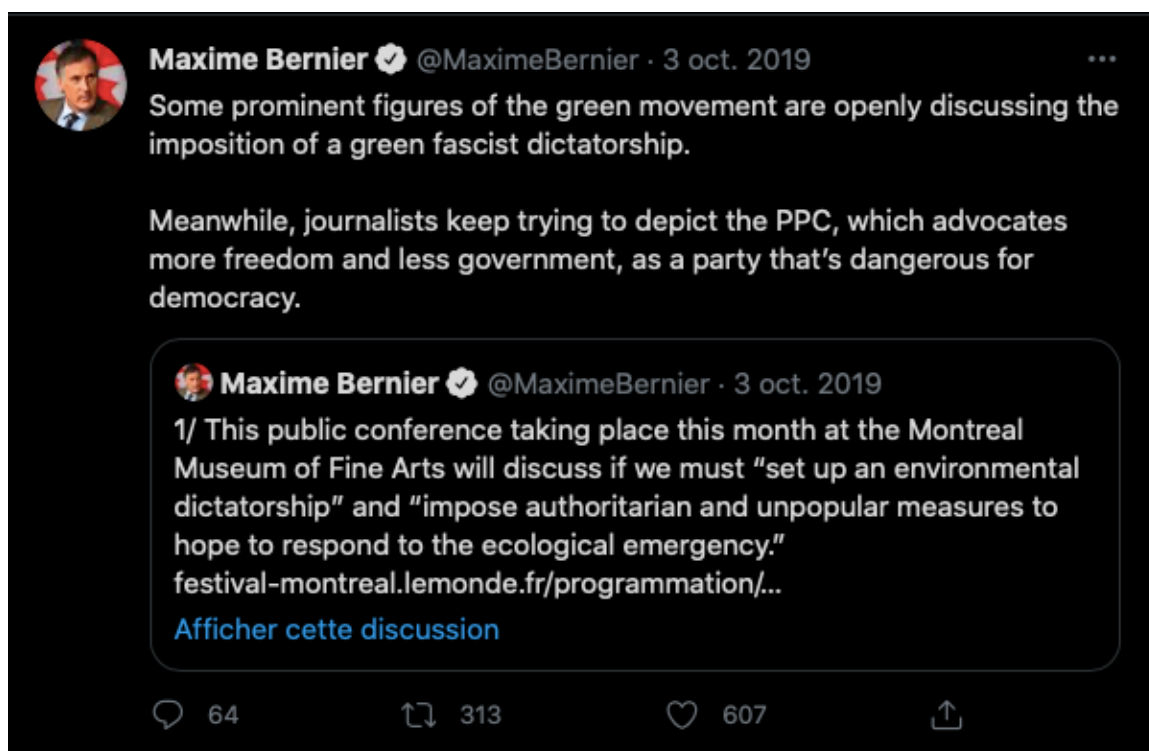 Maxime Bernier @MaximeBernier · 3 oct. 2019
Some prominent figures of the green movement are openly discussing the
imposition of a green fascist dictatorship.
Meanwhile, journalists keep trying to depict the PPC, which advocates
more freedom and less government, as a party that’s dangerous for
democracy.
Maxime Bernier @MaximeBernier · 3 oct. 2019
1/ This public conference taking place this month at the Montreal
Museum of Fine Arts will discuss if we must “set up an environmental
dictatorship” and “impose authoritarian and unpopular measures to
hope to respond to the ecological emergency.”
festival-montreal.lemonde.fr/programmation/...
Afficher cette discussion
64 313 607